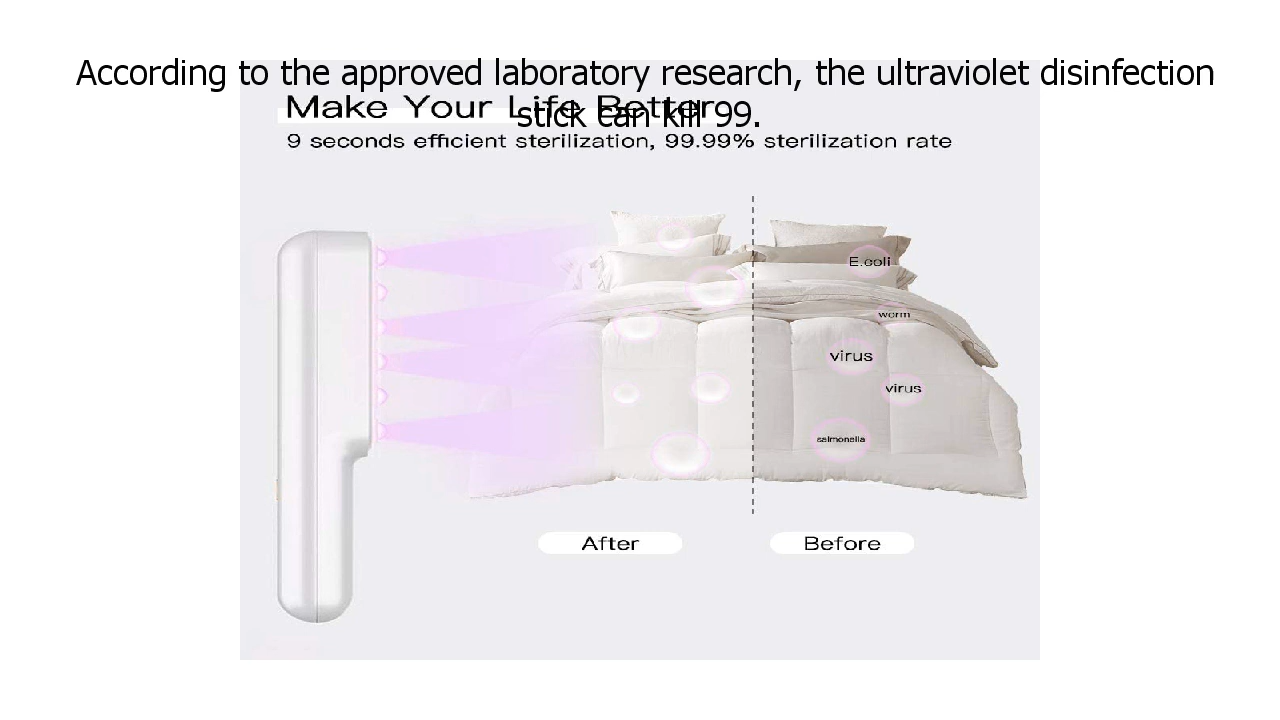 According to the approved laboratory research, the ultraviolet disinfection
stick can kill 99.
Make Your Life Better
9 seconds efficient sterilization, 99.99% sterilization rate
E.coli
worm
virus
virus
salmonella
After
Before